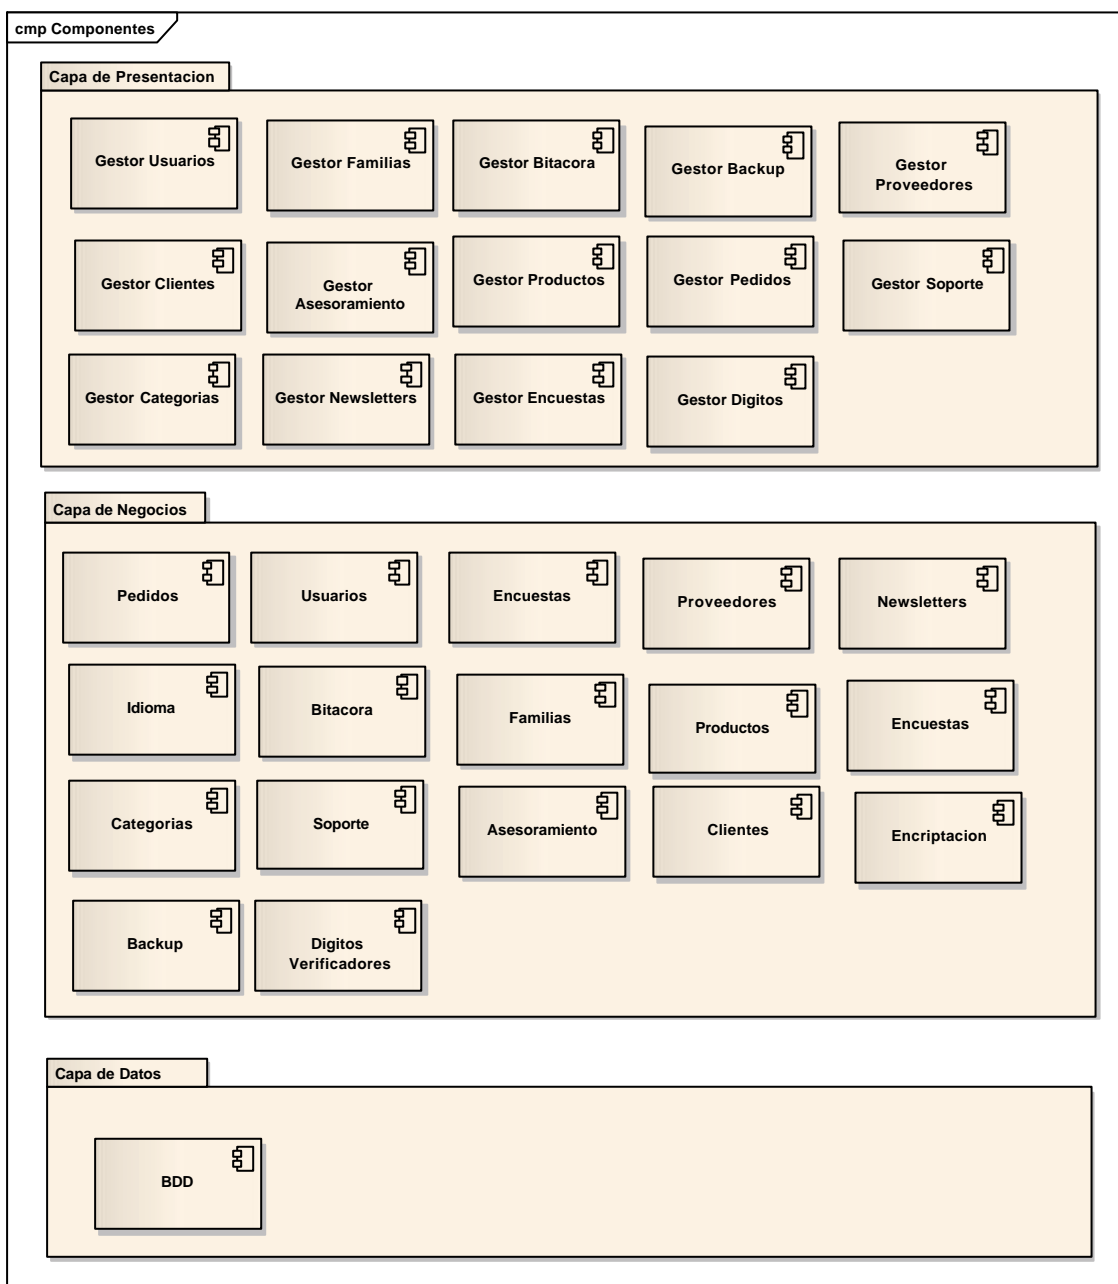 cmp Componentes
Capa de Presentacion
Gestor Usuarios
Gestor Familias
Gestor Bitacora
Gestor Backup
Gestor
Proveedores
Gestor Clientes
Gestor
Asesoramiento
Gestor Productos
Gestor Pedidos
Gestor Soporte
Gestor Categorias
Gestor Newsletters
Gestor Encuestas
Gestor Digitos
Capa de Negocios
Pedidos
Usuarios
Encuestas
Proveedores
Newsletters
Idioma
Bitacora
Familias
Productos
Encuestas
Categorias
Soporte
Asesoramiento
Clientes
Encriptacion
Backup
Digitos
Verificadores
Capa de Datos
BDD